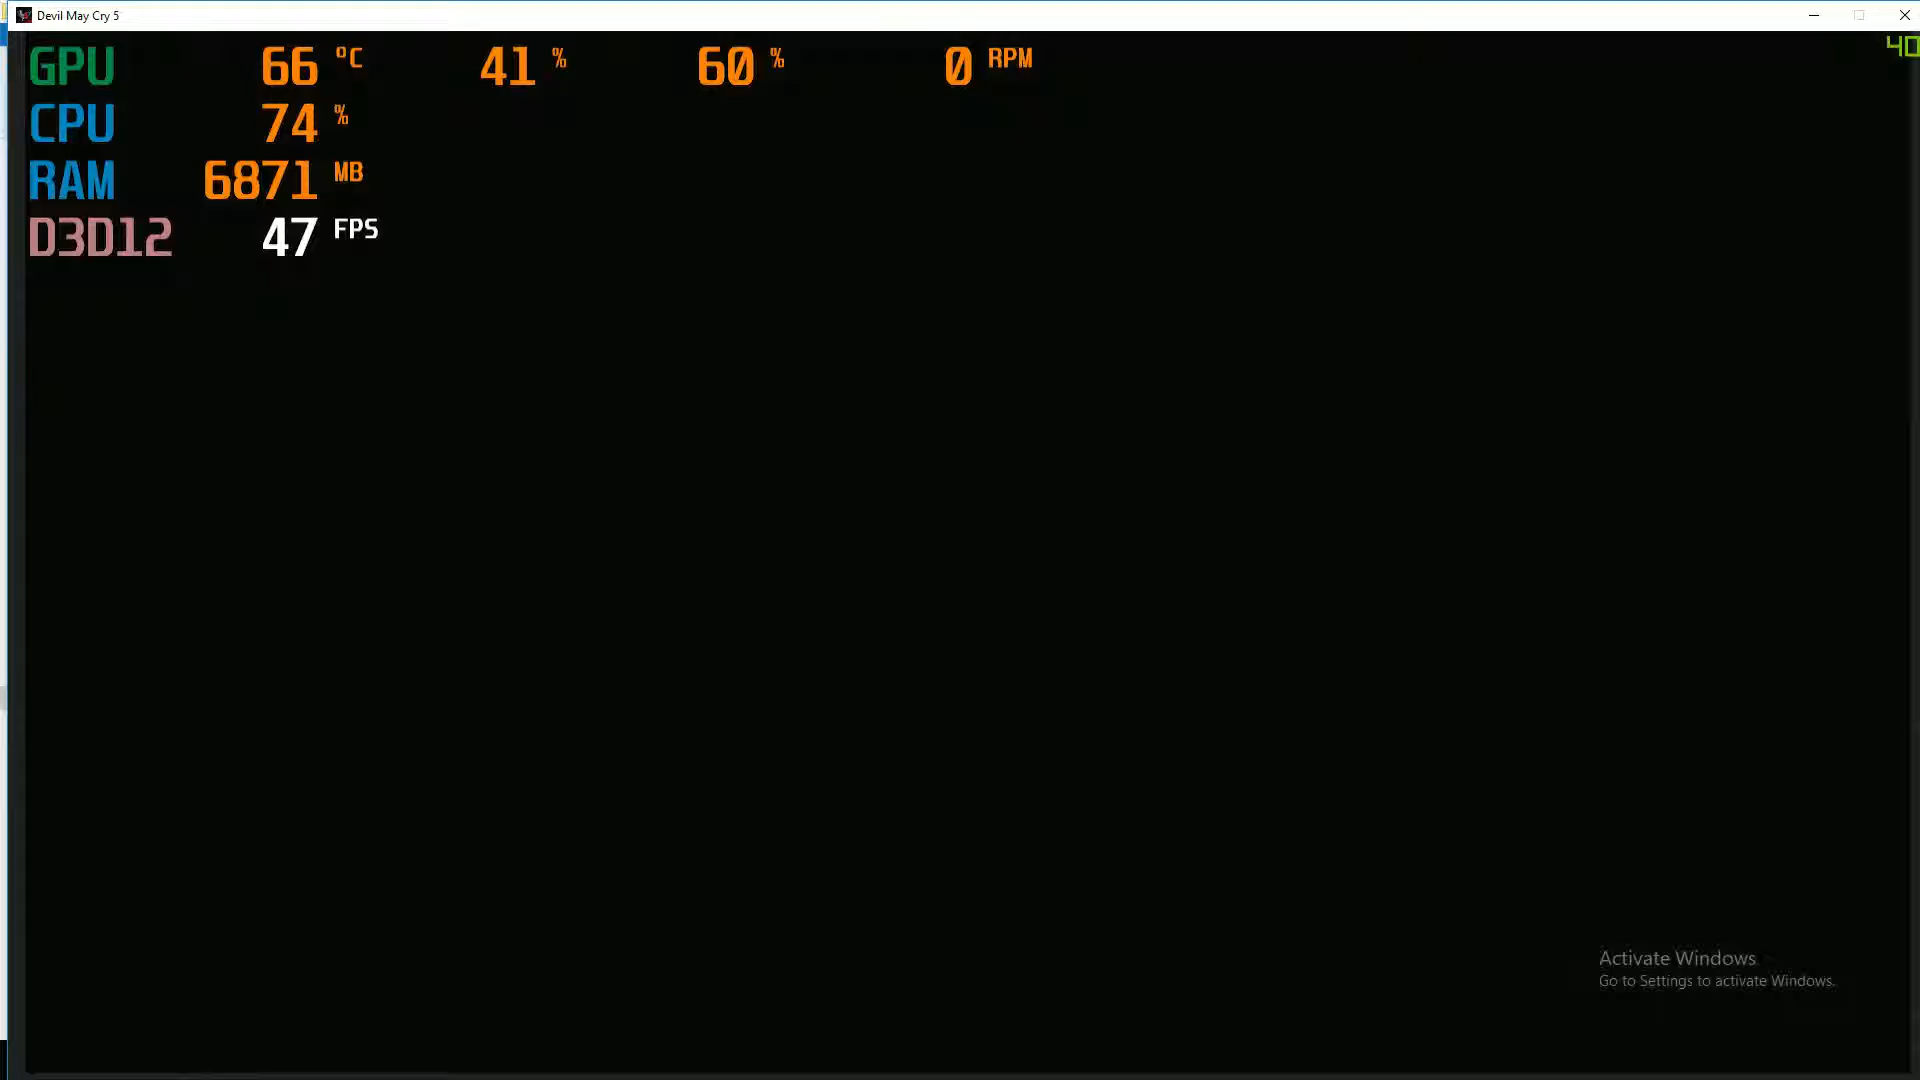 Devil May Cry 5
40
GPU 66 °C 41 % 60 % 0 RPM
CPU 74 %
RAM 6871 MB
D3D12 47 FPS
Activate Windows
Go to Settings to activate Windows.